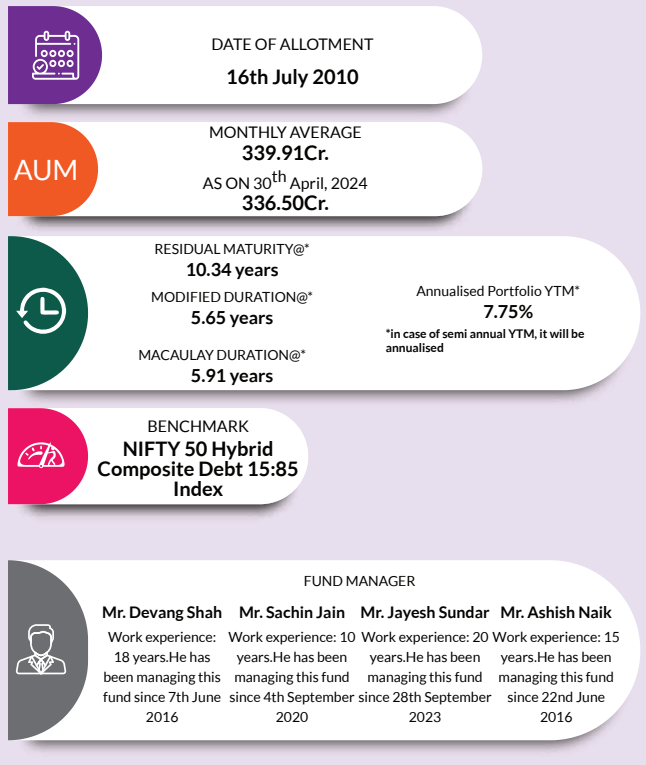 DATE OF ALLOTMENT
16th July 2010
AUM
MONTHLY AVERAGE
339.91Cr.
AS ON 30th April, 2024
336.50Cr.
RESIDUAL MATURITY@*
10.34 years
MODIFIED DURATION@*
5.65 years
MACAULAY DURATION@*
5.91 years
Annualised Portfolio YTM*
7.75%
*in case of semi annual YTM, it will be
annualised
BENCHMARK
NIFTY 50 Hybrid
Composite Debt 15:85
Index
FUND MANAGER
Mr. Devang Shah
Work experience:
18 years.He has
been managing this
fund since 7th June
2016
Mr. Sachin Jain
Work experience: 10
years.He has been
managing this fund
since 4th September
2020
Mr. Jayesh Sundar
Work experience: 20
years.He has been
managing this fund
since 28th September
2023
Mr. Ashish Naik
Work experience: 15
years.He has been
managing this fund
since 22nd June
2016